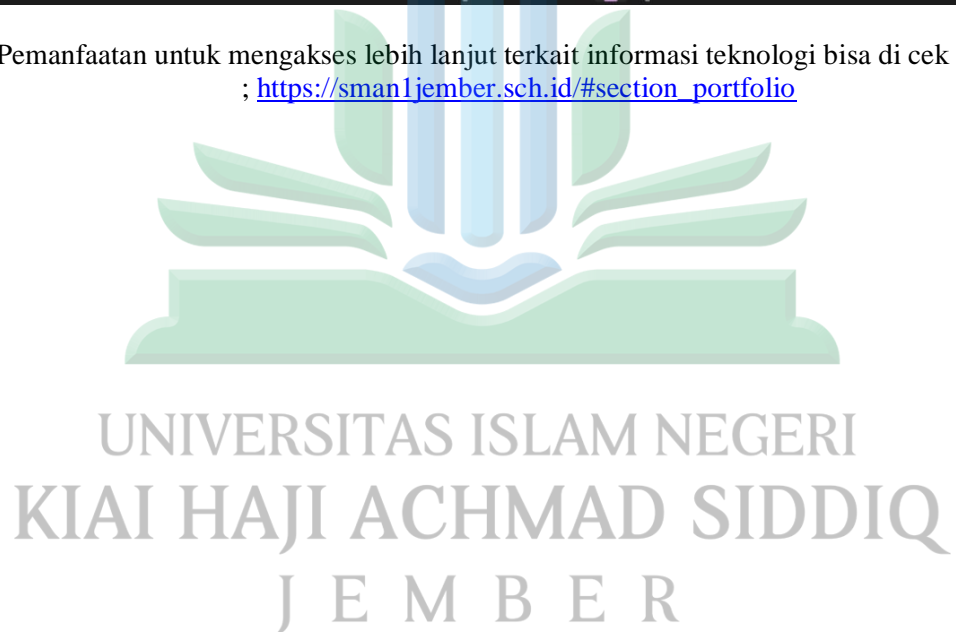 Pemanfaatan untuk mengakses lebih lanjut terkait informasi teknologi bisa di cek
; https://sman1jember.sch.id/#section_portfolio
UNIVERSITAS ISLAM NEGERI
KIAI HAJI ACHMAD SIDDIQ
J E M B E R